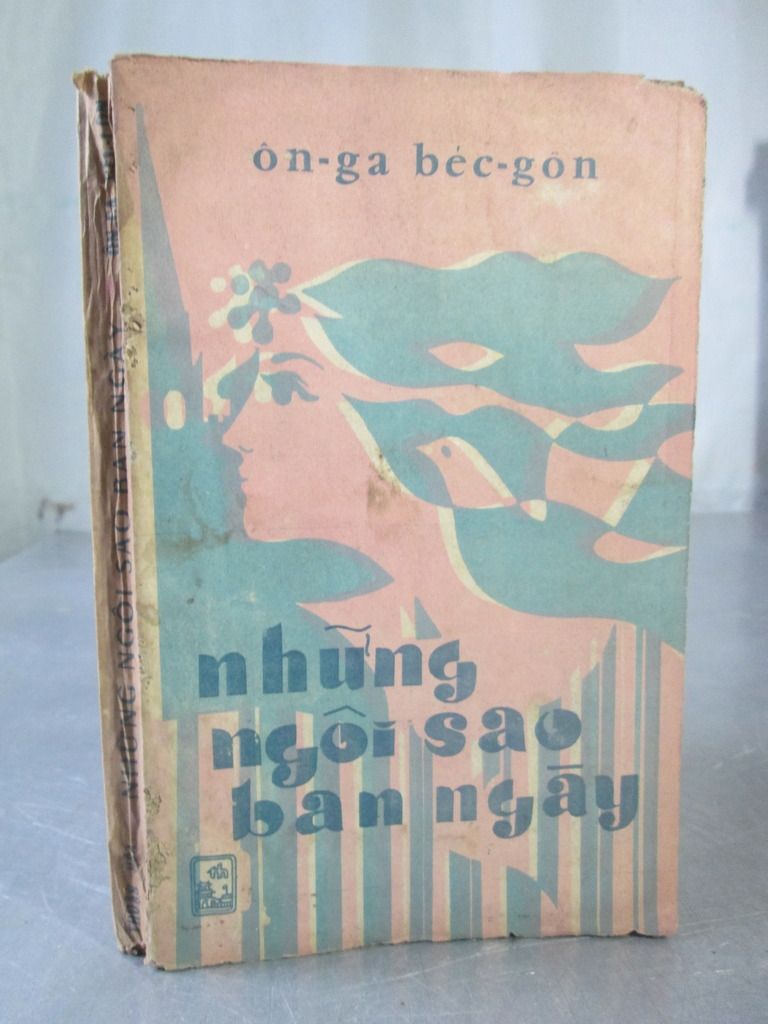 ôn-ga béc-gôn
những
ngôi sao
ban ngày
NHỮNG NGÔI SAO BAN NGÀY